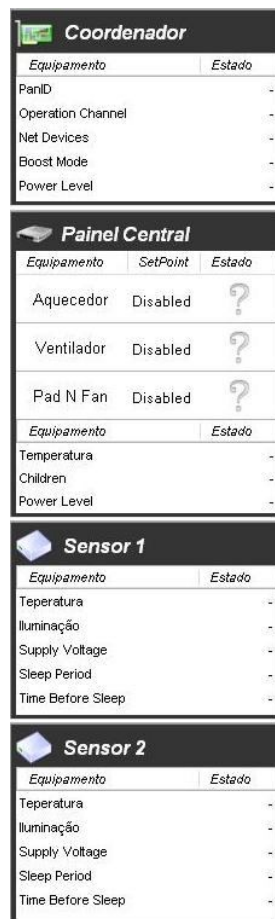 Coordenador
Equipamento Estado
PanID -
Operation Channel -
Net Devices -
Boost Mode -
Power Level -
Painel Central
Equipamento SetPoint Estado
Aquecedor Disabled ?
Ventilador Disabled ?
Pad N Fan Disabled ?
Equipamento Estado
Temperatura -
Children -
Power Level -
Sensor 1
Equipamento Estado
Teperatura -
Iluminação -
Supply Voltage -
Sleep Period -
Time Before Sleep -
Sensor 2
Equipamento Estado
Teperatura -
Iluminação -
Supply Voltage -
Sleep Period -
Time Before Sleep -